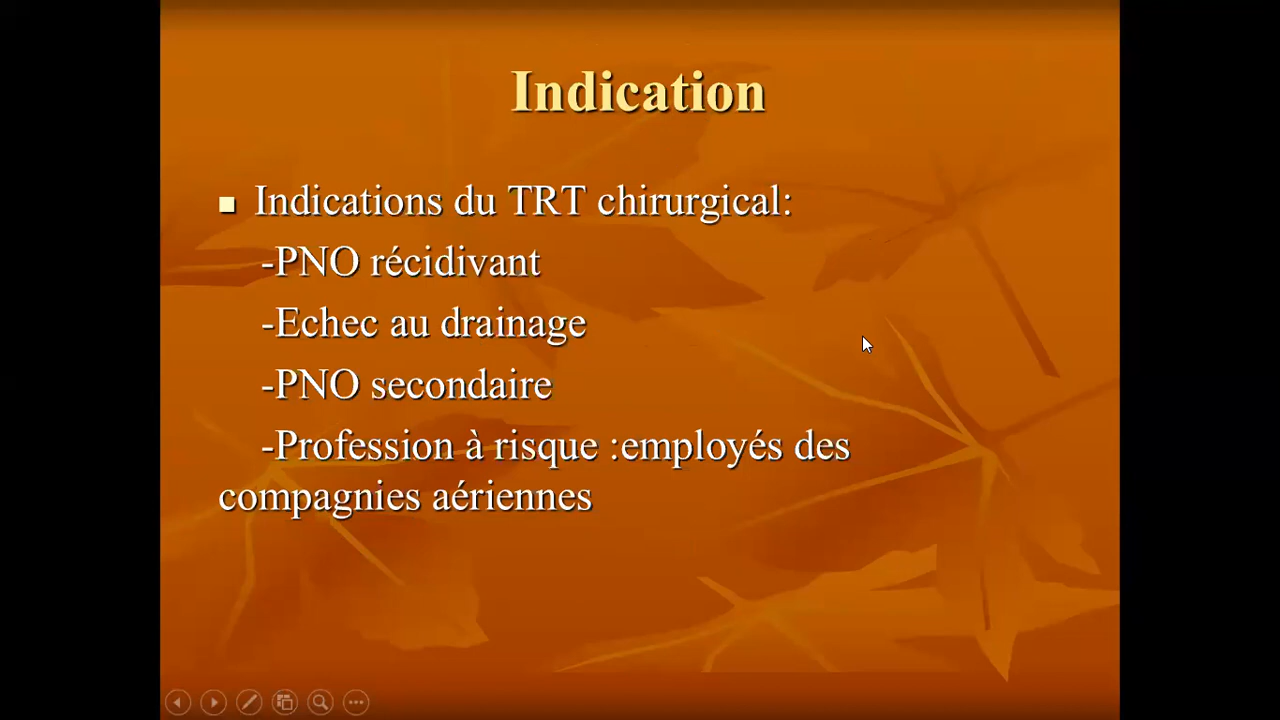 Indication
Indications du TRT chirurgical:
-PNO récidivant
-Echec au drainage
-PNO secondaire
-Profession à risque :employés des
compagnies aériennes